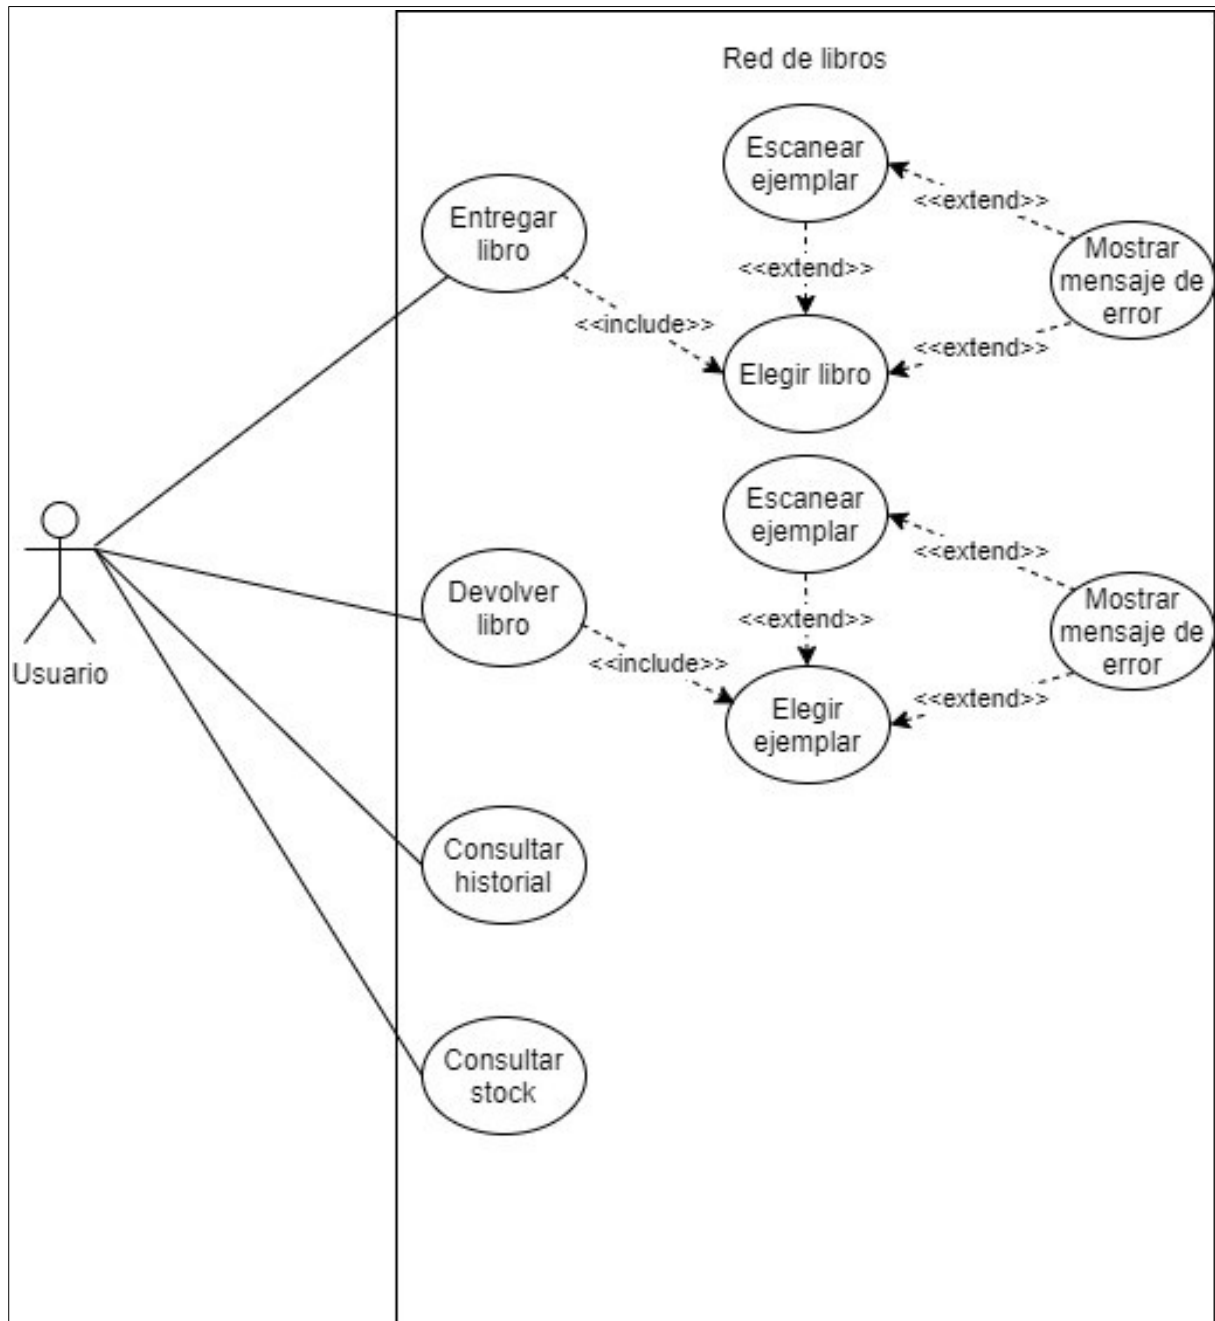 Red de libros
Escanear
ejemplar
<<extend>>
Entregar
libro
Mostrar
mensaje de
error
<<extend>>
<<include>>
<<extend>>
Elegir libro
Escanear
ejemplar
<<extend>>
Devolver
libro
Mostrar
mensaje de
error
<<extend>>
<<include>>
<<extend>>
Elegir
ejemplar
Usuario
Consultar
historial
Consultar
stock